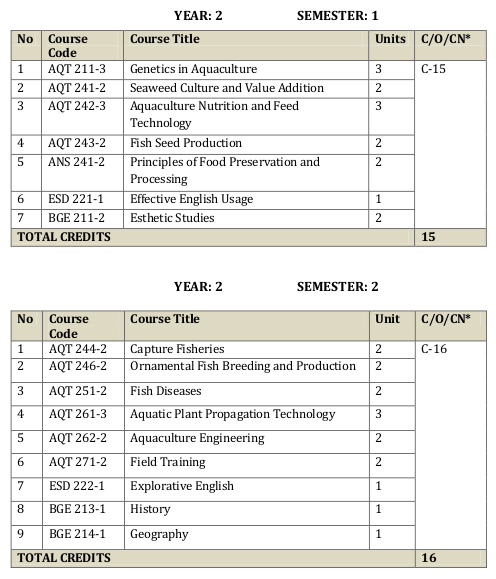 YEAR: 2 SEMESTER: 1
No Course Code Course Title Units C/O/CN*
1 AQT 211-3 Genetics in Aquaculture 3 C-15
2 AQT 241-2 Seaweed Culture and Value Addition 2
3 AQT 242-3 Aquaculture Nutrition and Feed 3
Technology
4 AQT 243-2 Fish Seed Production 2
5 ANS 241-2 Principles of Food Preservation and 2
Processing
6 ESD 221-1 Effective English Usage 1
7 BGE 211-2 Esthetic Studies 2
TOTAL CREDITS 15
YEAR: 2 SEMESTER: 2
No Course Code Course Title Unit C/O/CN*
1 AQT 244-2 Capture Fisheries 2 C-16
2 AQT 246-2 Ornamental Fish Breeding and Production 2
3 AQT 251-2 Fish Diseases 2
4 AQT 261-3 Aquatic Plant Propagation Technology 3
5 AQT 262-2 Aquaculture Engineering 2
6 AQT 271-2 Field Training 2
7 ESD 222-1 Explorative English 1
8 BGE 213-1 History 1
9 BGE 214-1 Geography 1
TOTAL CREDITS 16